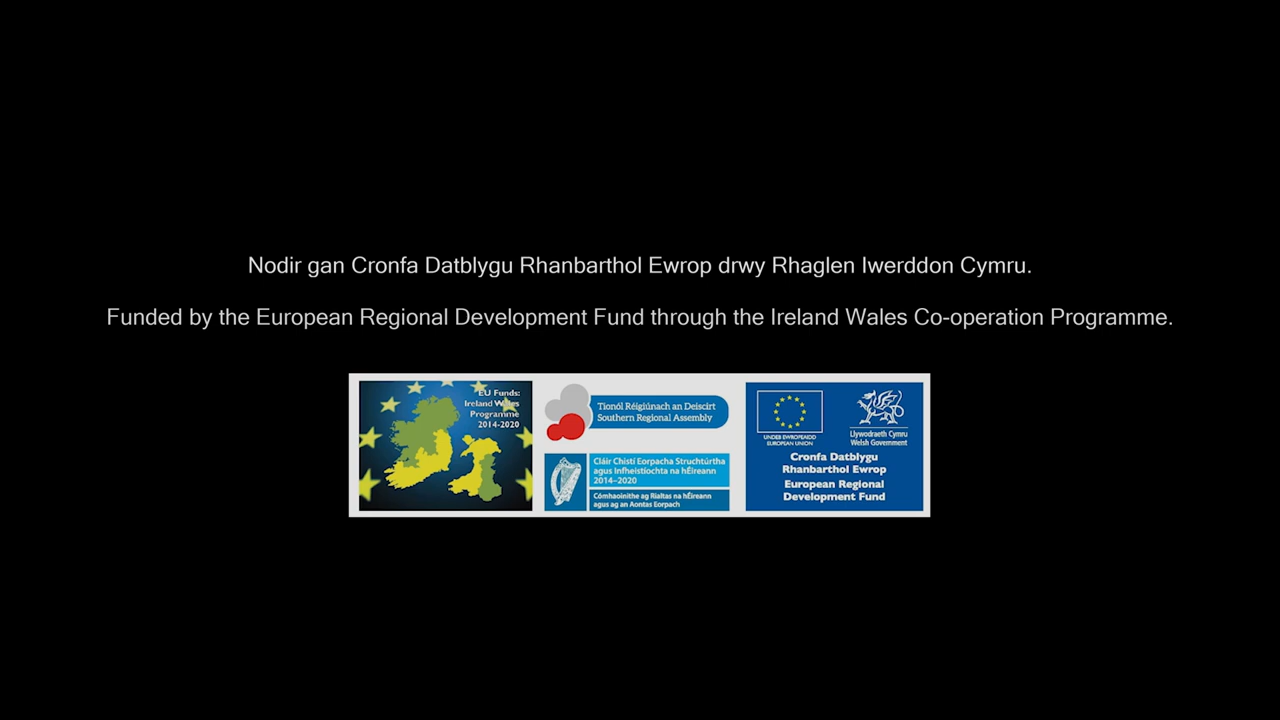 Nodir gan Cronfa Datblygu Rhanbarthol Ewrop drwy Rhaglen Iwerddon Cymru.
Funded by the European Regional Development Fund through the Ireland Wales Co-operation Programme.
EU Funds:
Ireland Wales
Programme
2014-2020
Tionól Réigiúnach an Deiscirt
Southern Regional Assembly
Cláir Chistí Eorpacha Struchtúrtha
agus Infheistíochta na hÉireann
2014–2020
Cómhaoinithe ag Rialtas na hÉireann
agus ag an Aontas Eorpach
UNDEB EWROPEAIDD
EUROPEAN UNION
Llywodraeth Cymru
Welsh Government
Cronfa Datblygu
Rhanbarthol Ewrop
European Regional
Development Fund